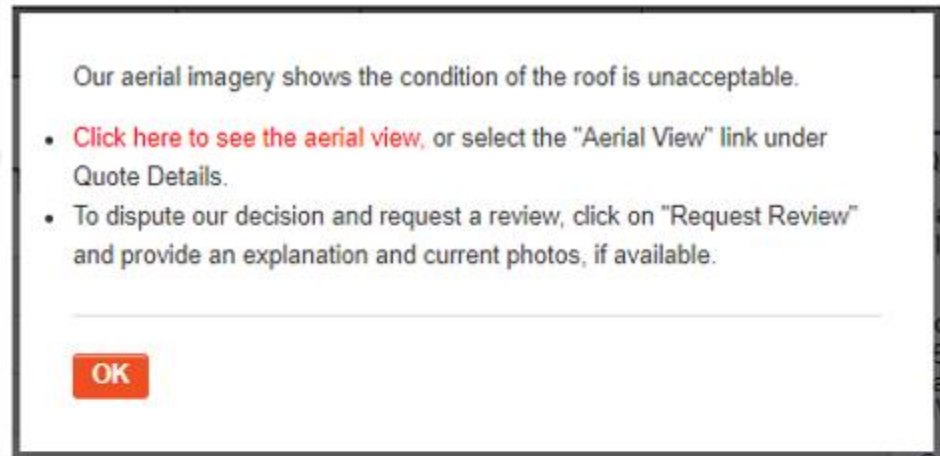 Our aerial imagery shows the condition of the roof is unacceptable.
• Click here to see the aerial view, or select the "Aerial View" link under
Quote Details.
• To dispute our decision and request a review, click on "Request Review"
and provide an explanation and current photos, if available.
OK